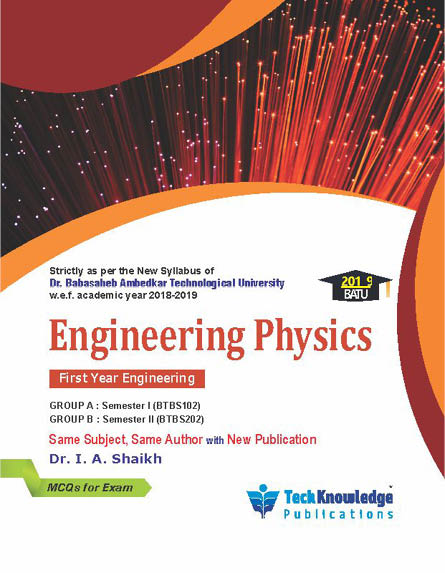 Strictly as per the New Syllabus of
Dr. Babasaheb Ambedkar Technological University
w.e.f. academic year 2018-2019
2019
BATU
Engineering Physics
First Year Engineering
GROUP A : Semester I (BTBS102)
GROUP B : Semester II (BTBS202)
Same Subject, Same Author with New Publication
Dr. I. A. Shaikh
MCQs for Exam
TechKnowledge
Publications